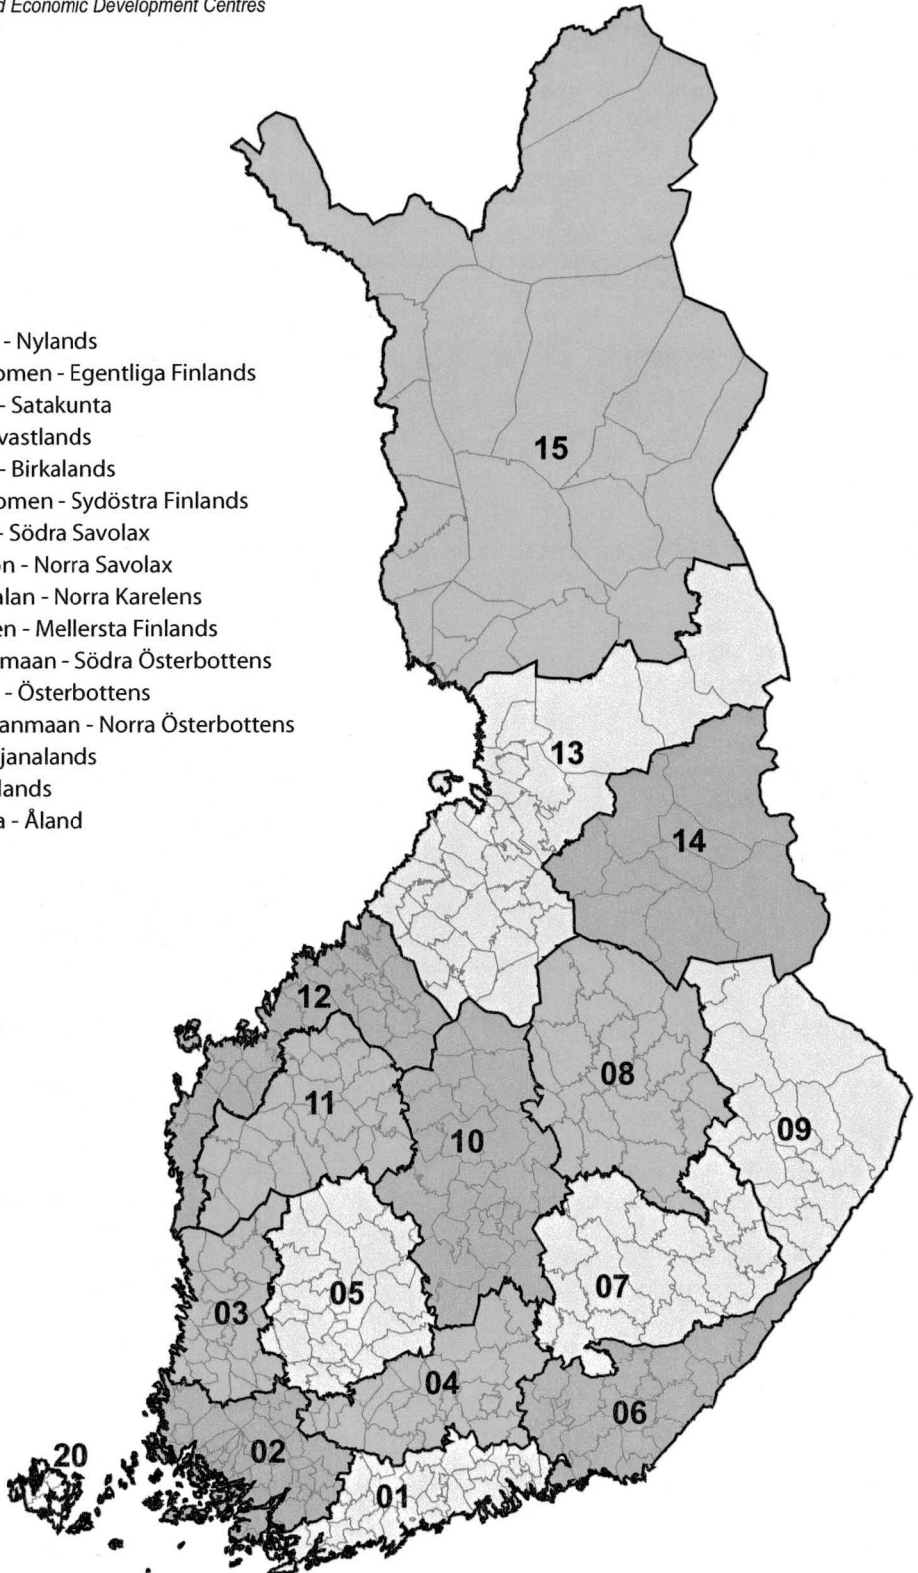 d Economic Development Centres
- Nylands
omen - Egentliga Finlands
- Satakunta
vastlands
- Birkalands
omen - Sydöstra Finlands
- Södra Savolax
n - Norra Savolax
alan - Norra Karelens
en - Mellersta Finlands
maan - Södra Österbottens
- Österbottens
anmaan - Norra Österbottens
janalands
lands
a - Åland
15
13
14
12
11
08
10
09
05
07
03
04
06
20
02
01